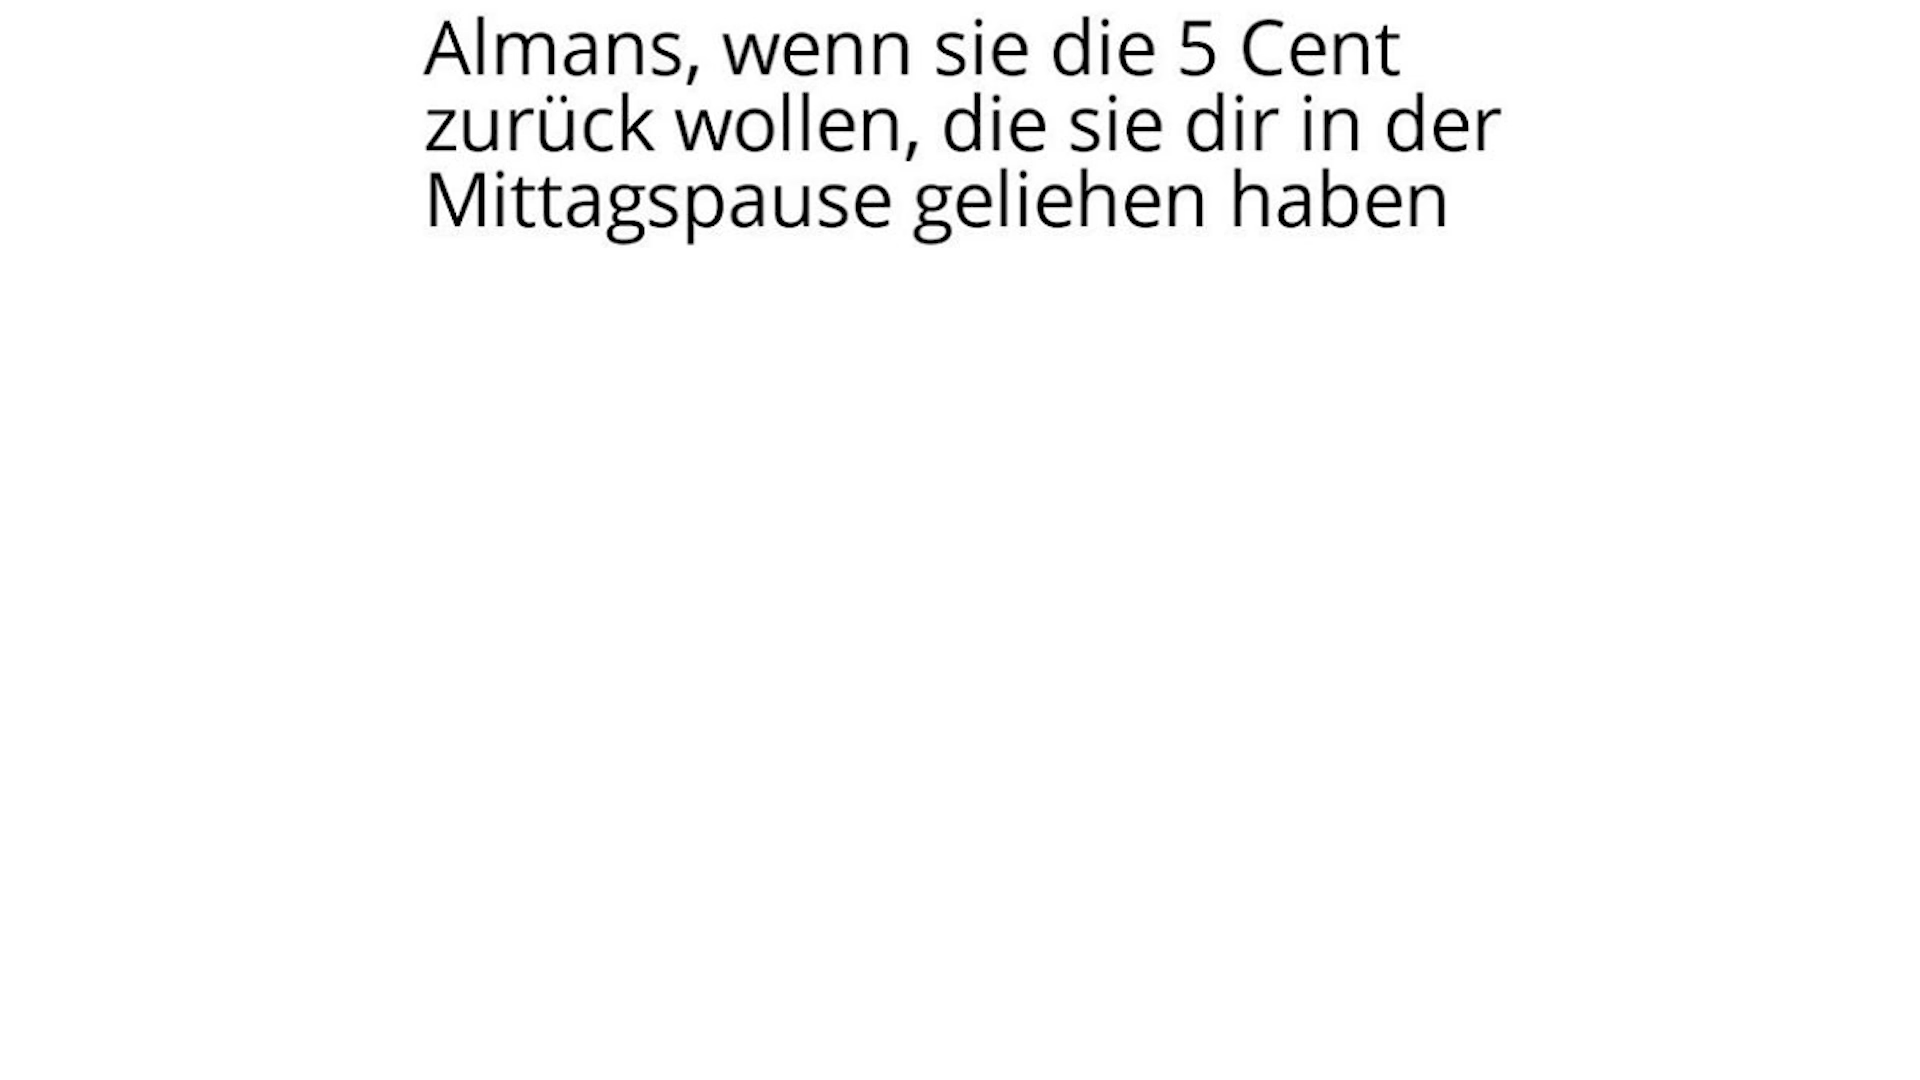 Almans, wenn sie die 5 Cent
zurück wollen, die sie dir in der
Mittagspause geliehen haben